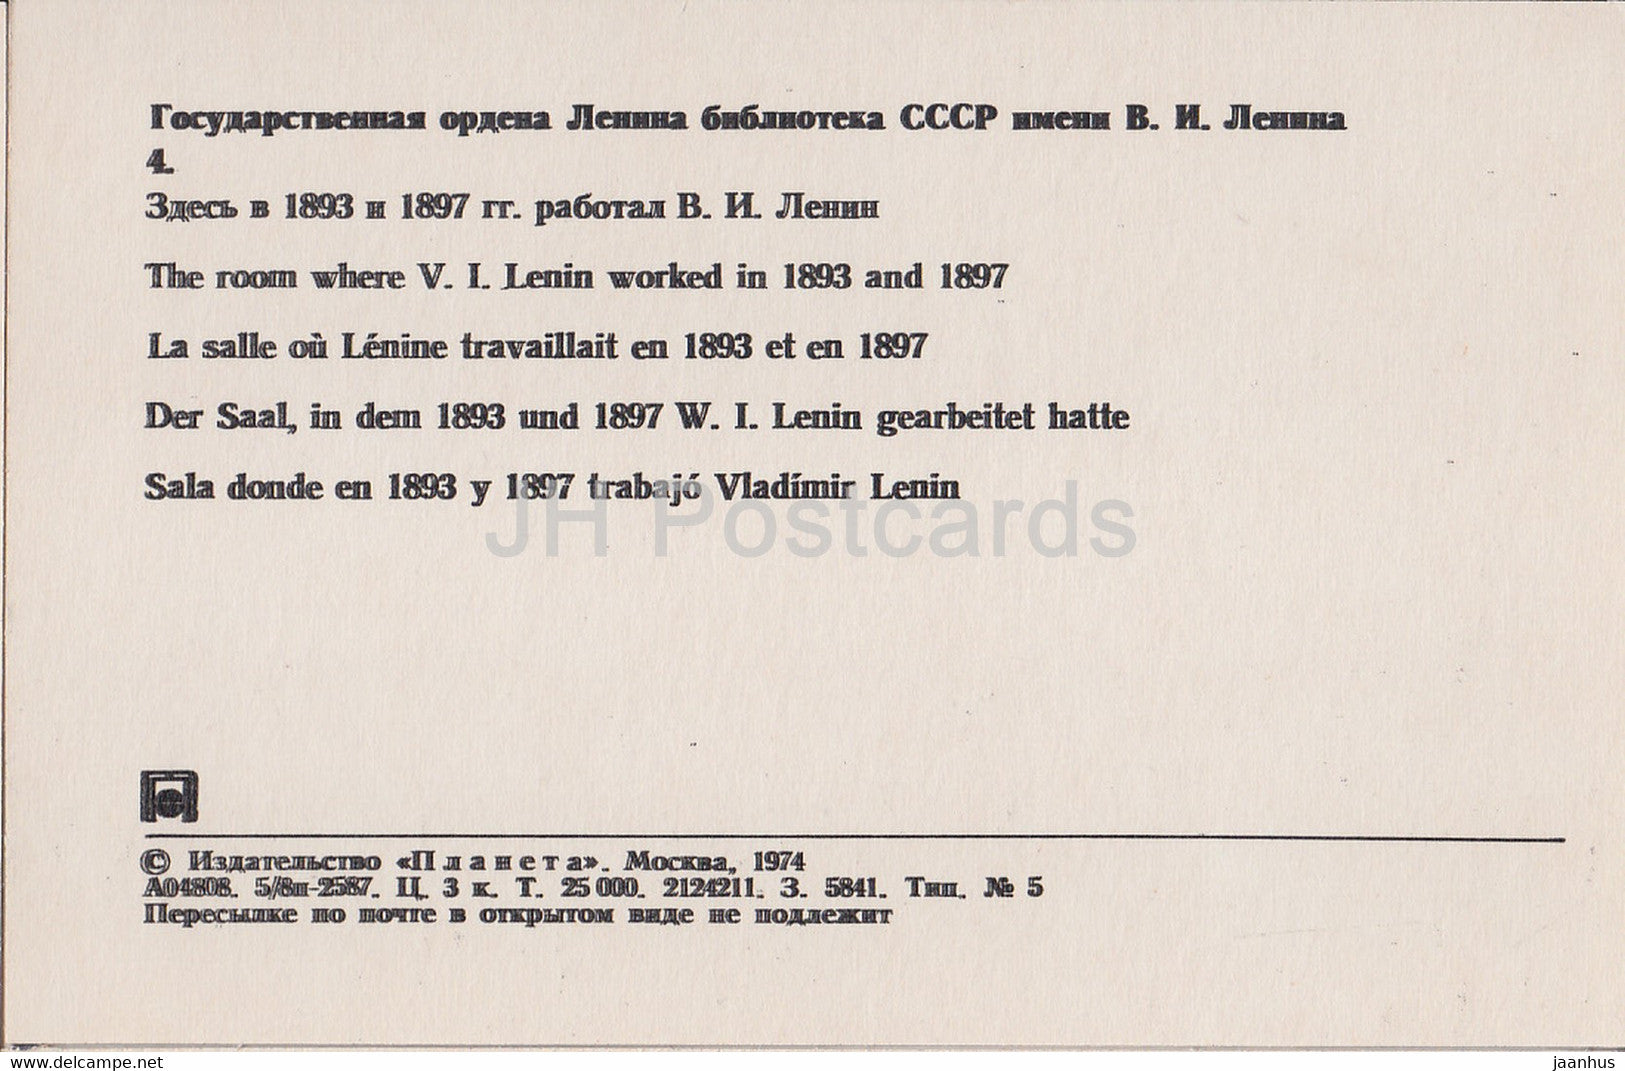 Государственная ордена Ленина библиотека СССР имени В. И. Ленина
4.
Здесь в 1893 и 1897 гг. работал В. И. Ленин
The room where V. I. Lenin worked in 1893 and 1897
La salle où Lénine travaillait en 1893 et en 1897
Der Saal, in dem 1893 und 1897 W. I. Lenin gearbeitet hatte
Sala donde en 1893 y 1897 trabajó Vladímir Lenin
JH Postcards
© Издательство «Планета». Москва, 1974
А04808. 5/8п-2587. Ц. 3 к. Т. 25 000. 2124211. З. 5841. Тип. № 5
Пересылке по почте в открытом виде не подлежит
www.delcampe.net
jaanhus